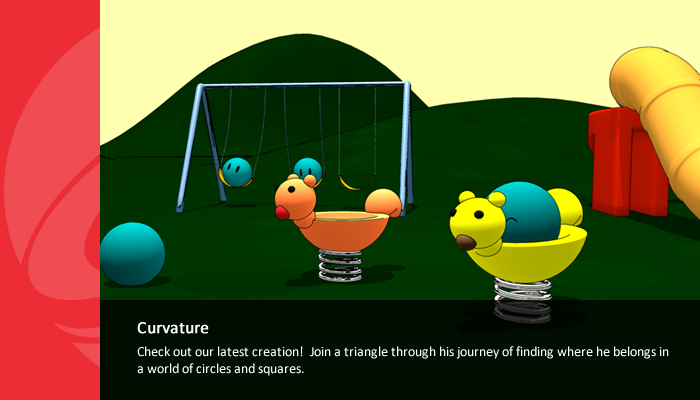 Curvature
Check out our latest creation!  Join a triangle through his journey of finding where he belongs in
a world of circles and squares.